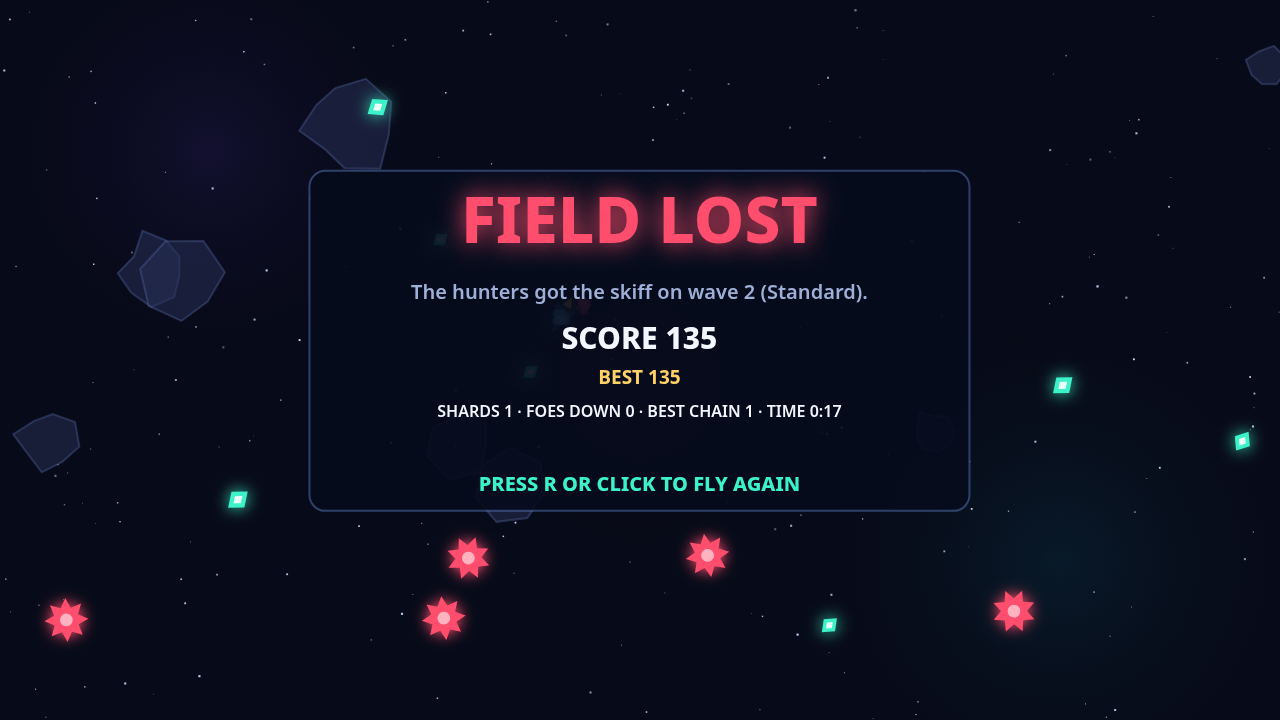 FIELD LOST
The hunters got the skiff on wave 2 (Standard).
SCORE 135
BEST 135
SHARDS 1 · FOES DOWN 0 · BEST CHAIN 1 · TIME 0:17
PRESS R OR CLICK TO FLY AGAIN